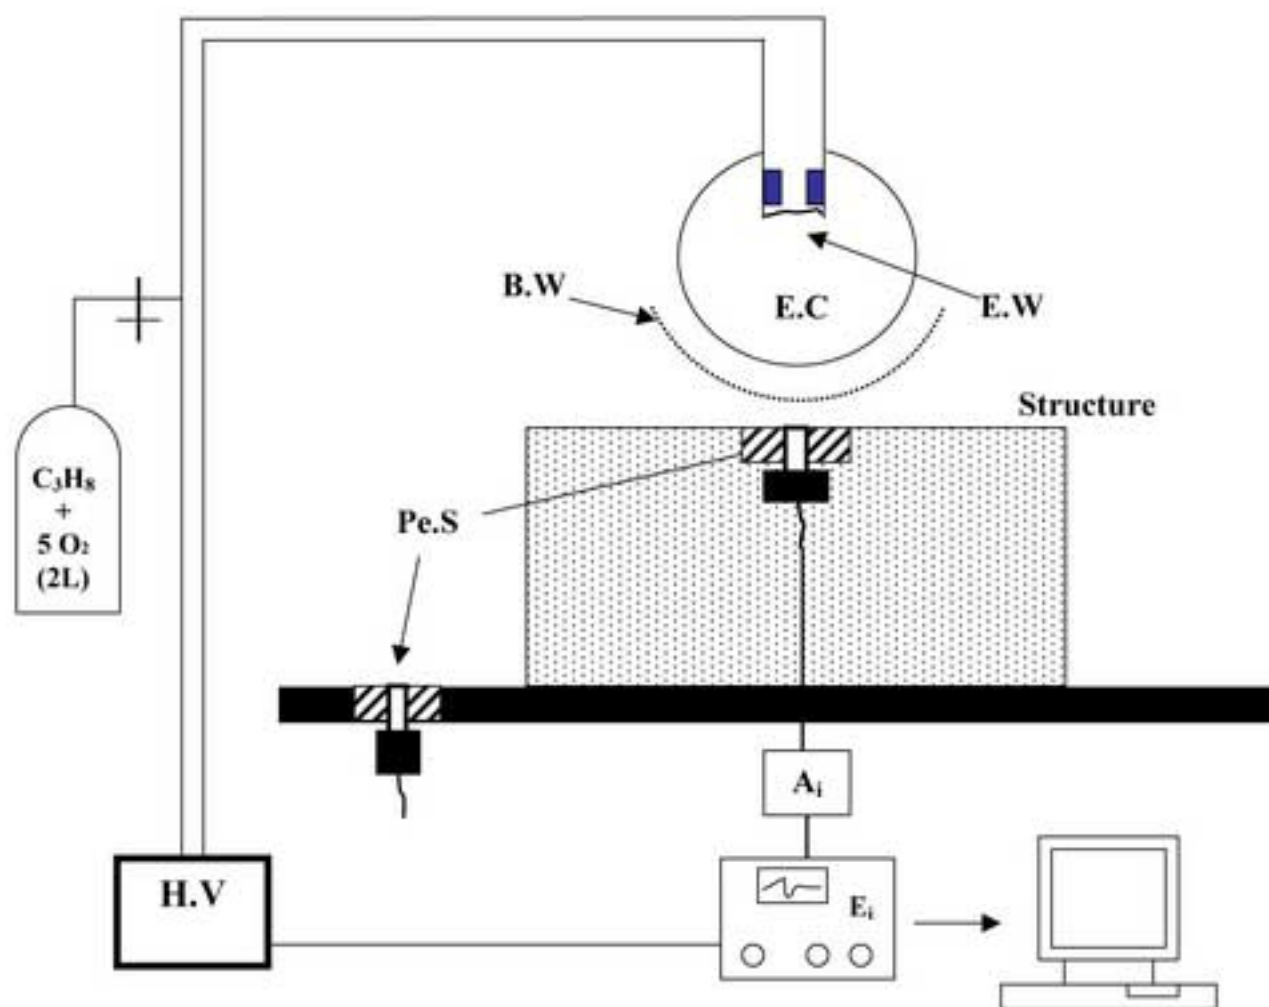 B.W
E.C
E.W
Structure
C₃H₈
+
5 O₂
(2L)
Pe.S
Aᵢ
H.V
Eᵢ